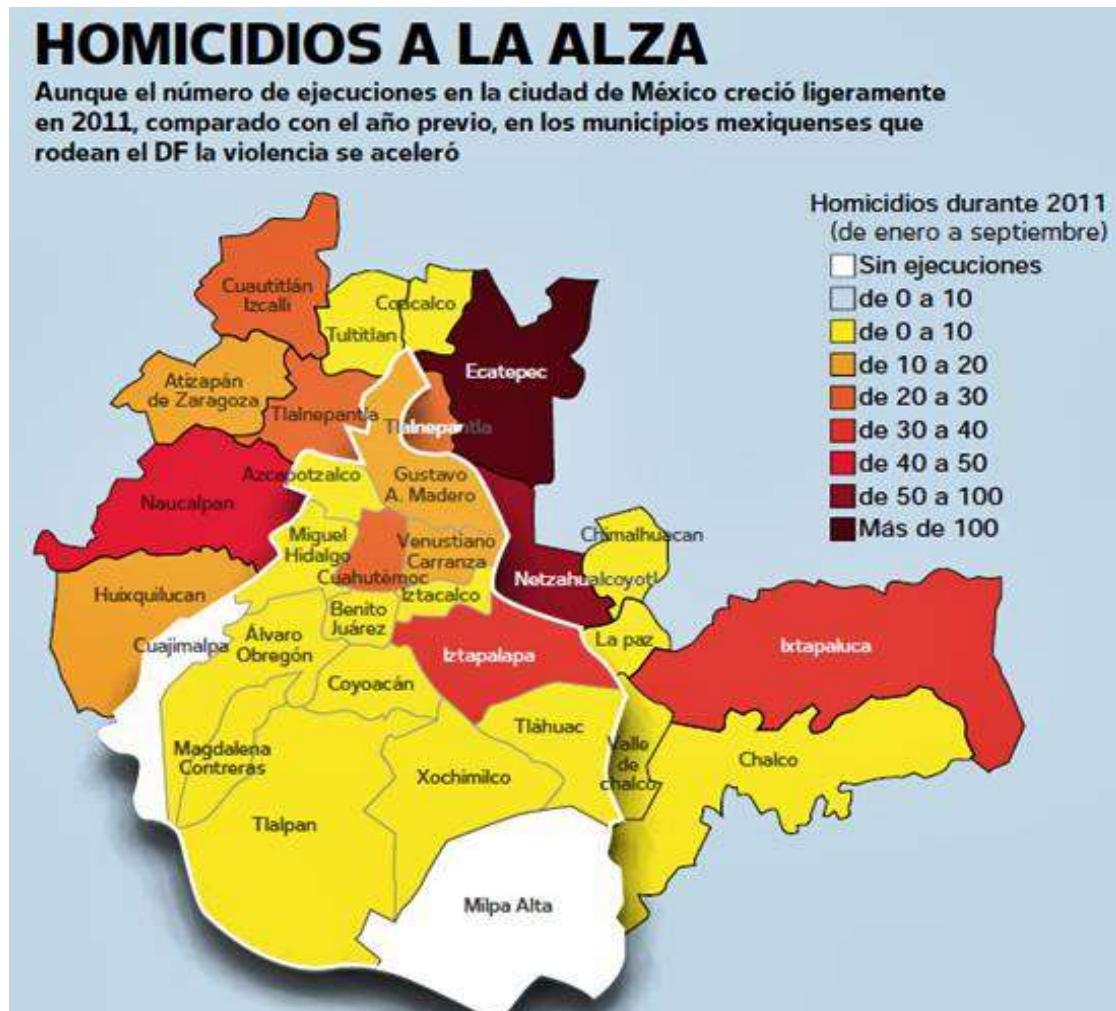 HOMICIDIOS A LA ALZA
Aunque el número de ejecuciones en la ciudad de México creció ligeramente
en 2011, comparado con el año previo, en los municipios mexiquenses que
rodean el DF la violencia se aceleró
Homicidios durante 2011
(de enero a septiembre)
Sin ejecuciones
de 0 a 10
de 0 a 10
de 10 a 20
de 20 a 30
de 30 a 40
de 40 a 50
de 50 a 100
Más de 100
Cuautitlán
Izcalli
Coacalco
Tultitlan
Ecatepec
Atizapán
de Zaragoza
Tlalnepantla
Tlalnepantla
Azcapotzalco
Gustavo
A. Madero
Naucalpan
Miguel
Hidalgo
Venustiano
Carranza
Chimalhuacan
Cuahutémoc
Netzahualcoyotl
Huixquilucan
Iztacalco
Benito
Juárez
Cuajimalpa
Álvaro
Obregón
Iztapalapa
La paz
Ixtapaluca
Coyoacán
Tláhuac
Magdalena
Contreras
Valle
de
chalco
Chalco
Xochimilco
Tlalpan
Milpa Alta